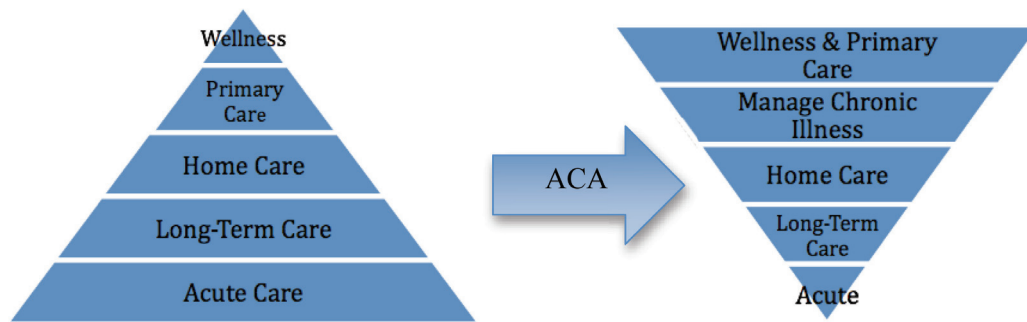 Wellness
Primary
Care
Home Care
Long-Term Care
Acute Care
ACA
Wellness & Primary
Care
Manage Chronic
Illness
Home Care
Long-Term
Care
Acute